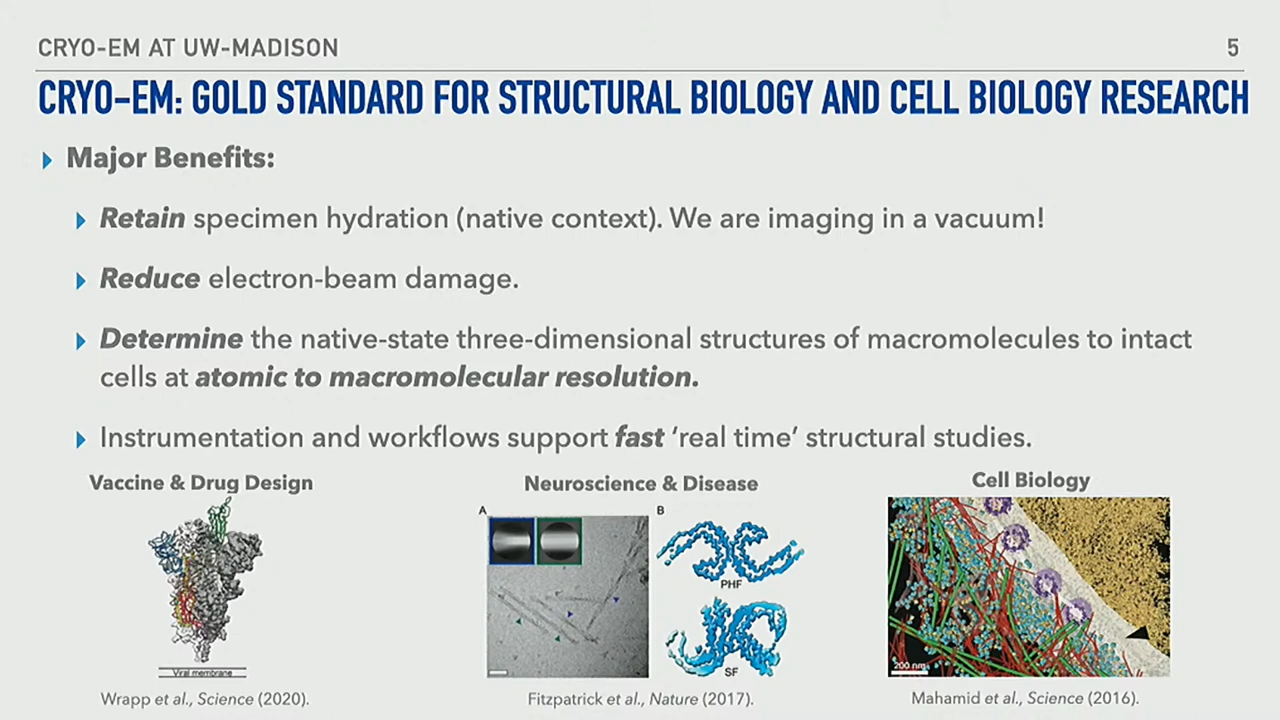 CRYO-EM AT UW-MADISON
5
CRYO-EM: GOLD STANDARD FOR STRUCTURAL BIOLOGY AND CELL BIOLOGY RESEARCH
Major Benefits:
Retain specimen hydration (native context). We are imaging in a vacuum!
Reduce electron-beam damage.
Determine the native-state three-dimensional structures of macromolecules to intact
cells at atomic to macromolecular resolution.
Instrumentation and workflows support fast ‘real time’ structural studies.
Vaccine & Drug Design
Viral membrane
Wrapp et al., Science (2020).
Neuroscience & Disease
A
B
PHF
SF
Fitzpatrick et al., Nature (2017).
Cell Biology
200 nm
Mahamid et al., Science (2016).